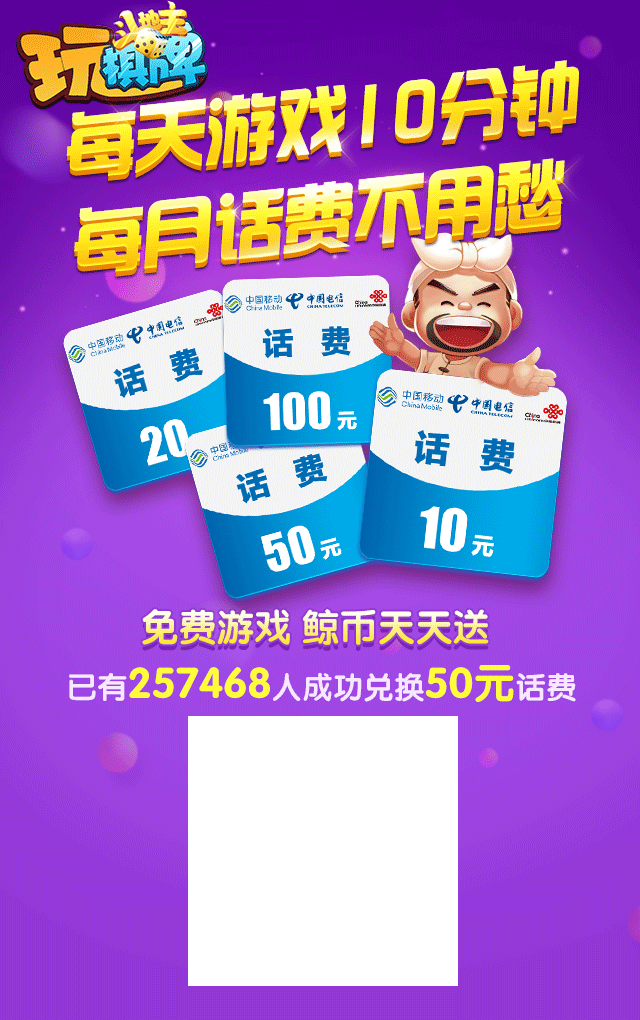 斗地主
玩棋牌
每天游戏10分钟
每月话费不用愁
中国移动
China Mobile
中国电信
CHINA TELECOM
China
话费
20
中国移动
China Mobile
中国电信
CHINA TELECOM
China
话费
100元
中国移动
China Mobile
话费
50元
中国移动
China Mobile
中国电信
CHINA TELECOM
China
话费
10元
免费游戏 鲸币天天送
已有257468人成功兑换50元话费